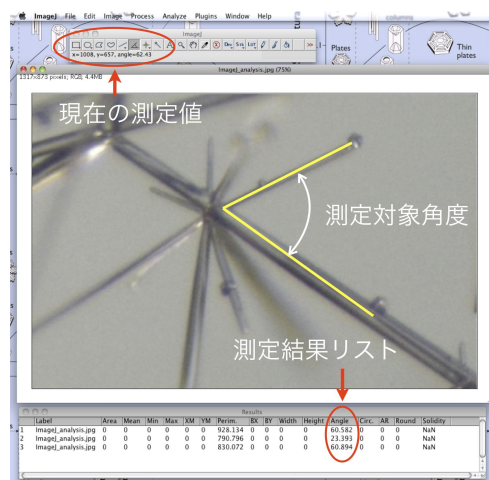 ImageJ File Edit Image Process Analyze Plugins Window Help
ImageJ
A Dev Stk LUT >>
x=1008, y=657, angle=62.43
columns
Plates
Thin
plates
ImageJ_analysis.jpg (75%)
1317x873 pixels; RGB; 4.4MB
現在の測定値
測定対象角度
測定結果リスト
Results
Label Area Mean Min Max XM YM Perim. BX BY Width Height Angle Circ. AR Round Solidity
1 ImageJ_analysis.jpg 0 0 0 0 0 0 928.134 0 0 0 0 60.582 0 0 0 NaN
2 ImageJ_analysis.jpg 0 0 0 0 0 0 790.796 0 0 0 0 23.393 0 0 0 NaN
3 ImageJ_analysis.jpg 0 0 0 0 0 0 830.072 0 0 0 0 60.894 0 0 0 NaN